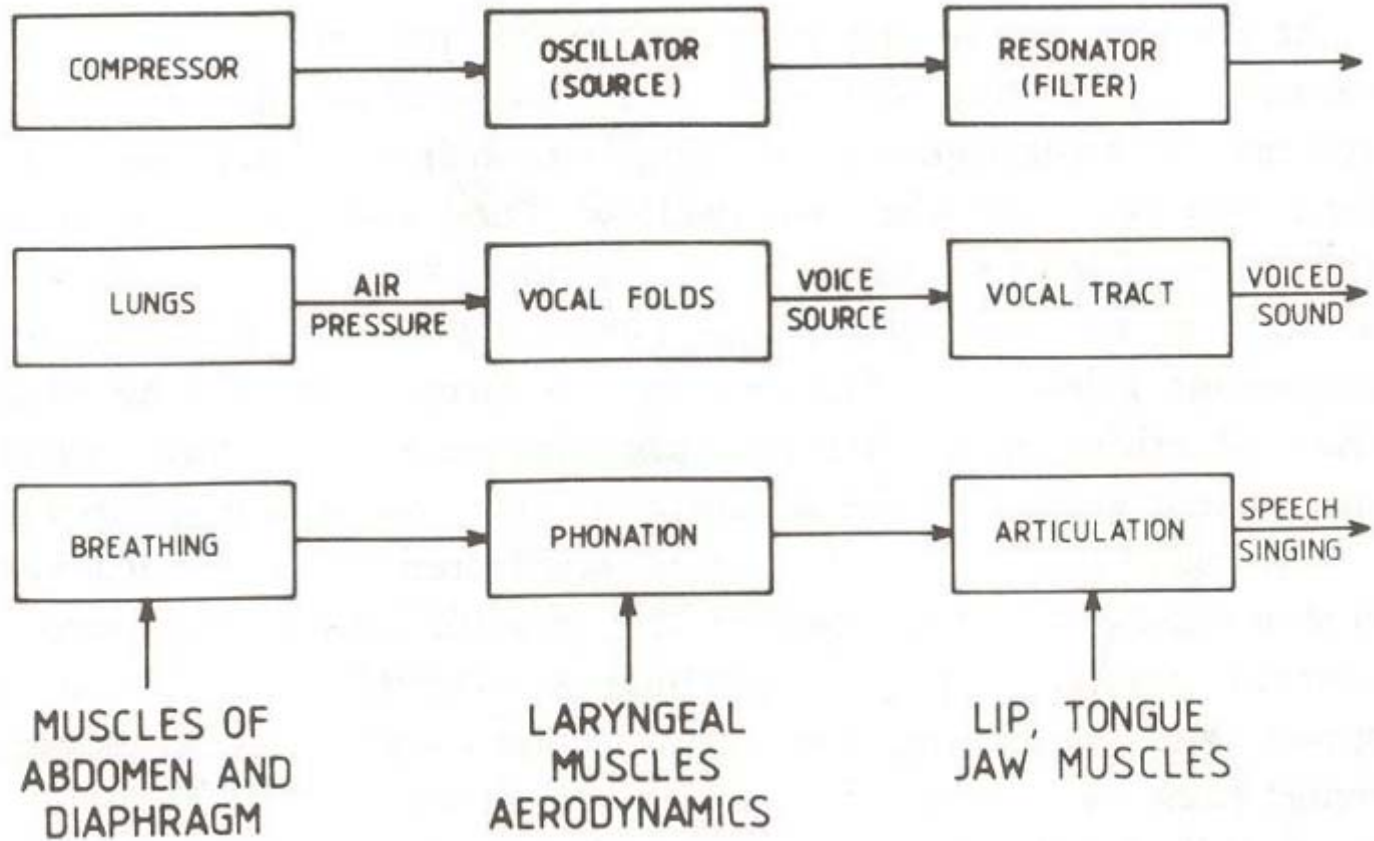 COMPRESSOR
OSCILLATOR
(SOURCE)
RESONATOR
(FILTER)
LUNGS
AIR
PRESSURE
VOCAL FOLDS
VOICE
SOURCE
VOCAL TRACT
VOICED
SOUND
BREATHING
PHONATION
ARTICULATION
SPEECH
SINGING
MUSCLES OF
ABDOMEN AND
DIAPHRAGM
LARYNGEAL
MUSCLES
AERODYNAMICS
LIP, TONGUE
JAW MUSCLES